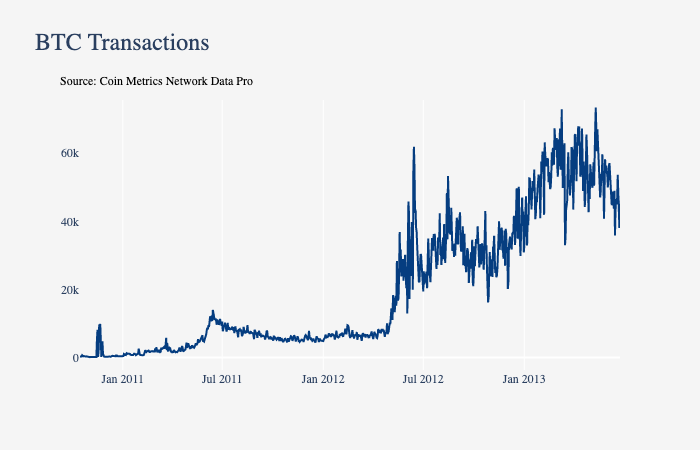 BTC Transactions
Source: Coin Metrics Network Data Pro
60k
40k
20k
0
Jan 2011 Jul 2011 Jan 2012 Jul 2012 Jan 2013